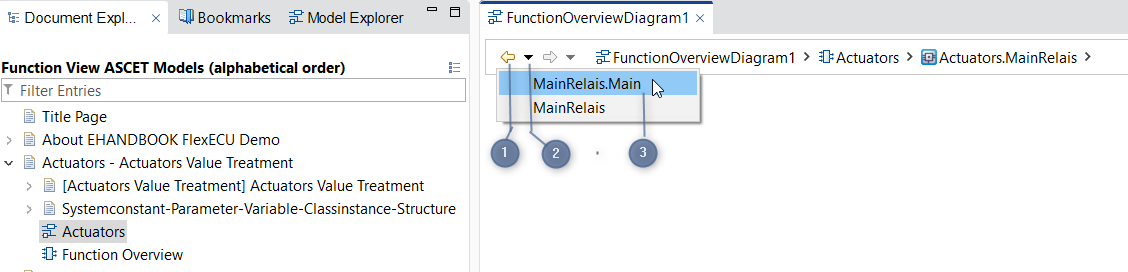 Document Expl...
Bookmarks
Model Explorer
Function View ASCET Models (alphabetical order)
Filter Entries
Title Page
About EHANDBOOK FlexECU Demo
Actuators - Actuators Value Treatment
[Actuators Value Treatment] Actuators Value Treatment
Systemconstant-Parameter-Variable-Classinstance-Structure
Actuators
Function Overview
FunctionOverviewDiagram1
FunctionOverviewDiagram1 > Actuators > Actuators.MainRelais >
MainRelais.Main
MainRelais
1 2 3